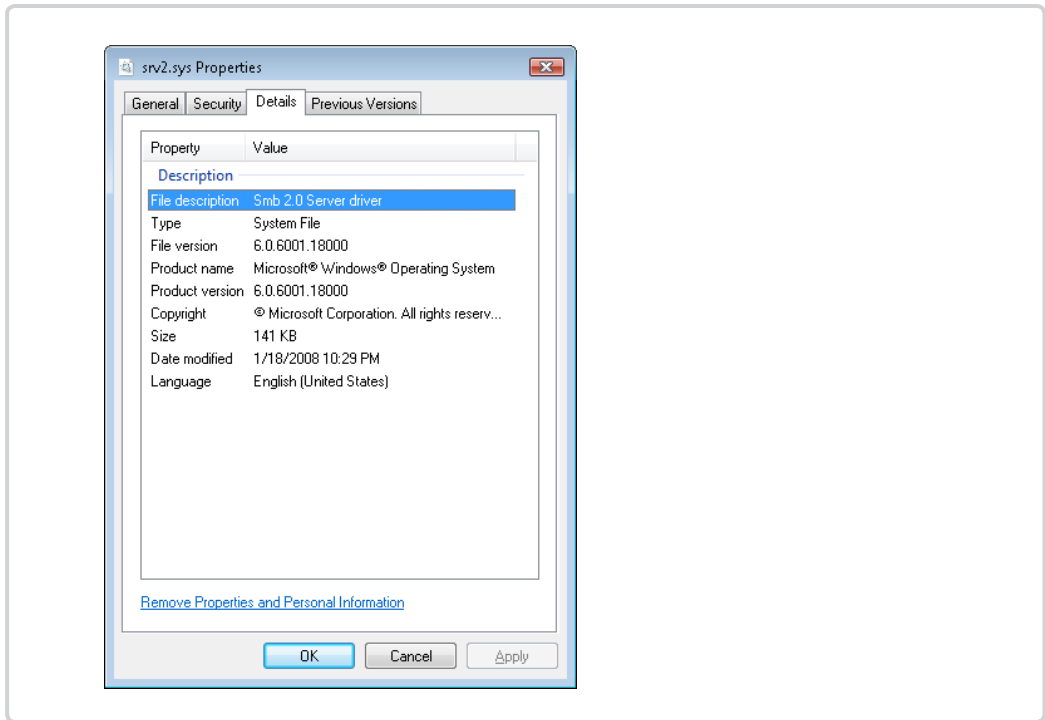 srv2.sys Properties
General Security Details Previous Versions
Property Value
Description
File description Smb 2.0 Server driver
Type System File
File version 6.0.6001.18000
Product name Microsoft® Windows® Operating System
Product version 6.0.6001.18000
Copyright © Microsoft Corporation. All rights reserv...
Size 141 KB
Date modified 1/18/2008 10:29 PM
Language English (United States)
Remove Properties and Personal Information
OK Cancel Apply